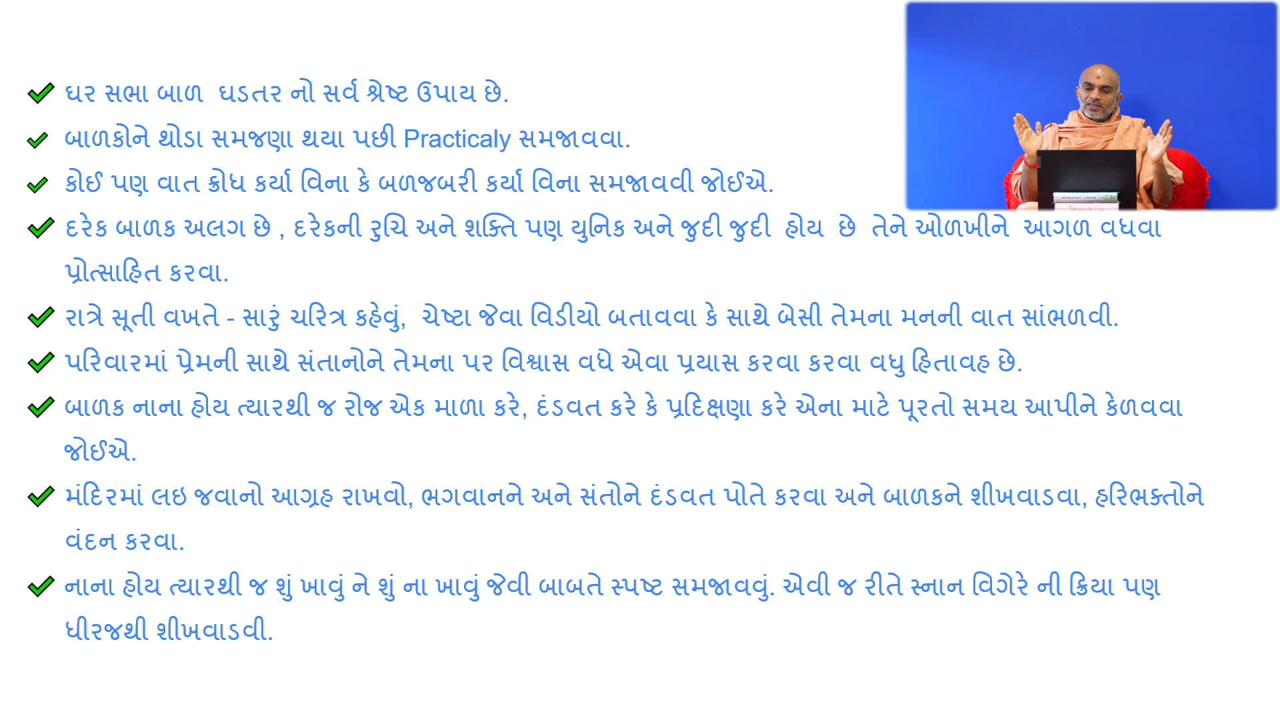 ઘર સભા બાળ ઘડતર નો સર્વ શ્રેષ્ટ ઉપાય છે.
બાળકોને થોડા સમજણા થયા પછી Practicaly સમજાવવા.
કોઈ પણ વાત ક્રોધ કર્યા વિના કે બળજબરી કર્યા વિના સમજાવવી જોઈએ.
દરેક બાળક અલગ છે , દરેકની રુચિ અને શક્તિ પણ યુનિક અને જુદી જુદી હોય છે તેને ઓળખીને આગળ વધવા
પ્રોત્સાહિત કરવા.
રાત્રે સૂતી વખતે - સારું ચરિત્ર કહેવું, ચેષ્ટા જેવા વિડીયો બતાવવા કે સાથે બેસી તેમના મનની વાત સાંભળવી.
પરિવારમાં પ્રેમની સાથે સંતાનોને તેમના પર વિશ્વાસ વધે એવા પ્રયાસ કરવા કરવા વધુ હિતાવહ છે.
બાળક નાના હોય ત્યારથી જ રોજ એક માળા કરે, દંડવત કરે કે પ્રદિક્ષણા કરે એના માટે પૂરતો સમય આપીને કેળવવા
જોઈએ.
મંદિરમાં લઇ જવાનો આગ્રહ રાખવો, ભગવાનને અને સંતોને દંડવત પોતે કરવા અને બાળકને શીખવાડવા, હરિભક્તોને
વંદન કરવા.
નાના હોય ત્યારથી જ શું ખાવું ને શું ના ખાવું જેવી બાબતે સ્પષ્ટ સમજાવવું. એવી જ રીતે સ્નાન વિગેરે ની ક્રિયા પણ
ધીરજથી શીખવાડવી.